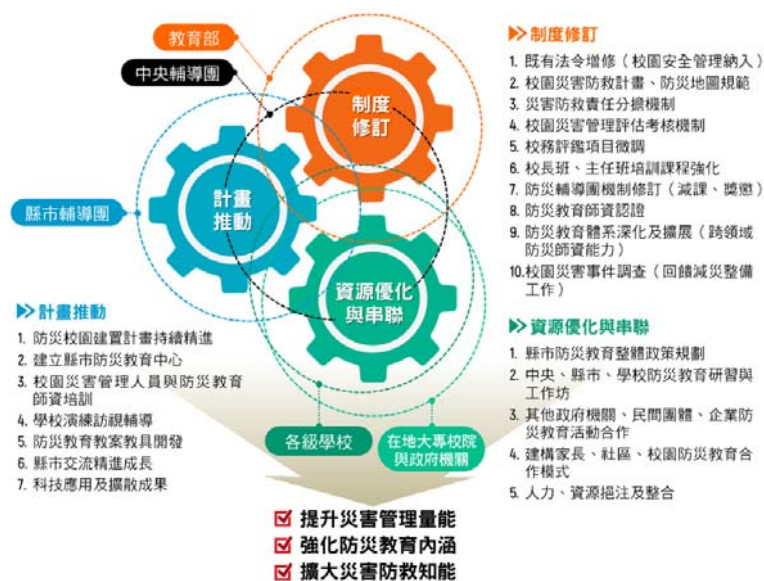 教育部
中央輔導團
縣市輔導團
制度
修訂
計畫
推動
資源優化
與串聯
各級學校
在地大專校院
與政府機關
制度修訂
1. 既有法令增修（校園安全管理納入）
2. 校園災害防救計畫、防災地圖規範
3. 災害防救責任分擔機制
4. 校園災害管理評估考核機制
5. 校務評鑑項目微調
6. 校長班、主任班培訓課程強化
7. 防災輔導團機制修訂（減課、獎懲）
8. 防災教育師資認證
9. 防災教育體系深化及擴展（跨領域
防災師資能力）
10.校園災害事件調查（回饋減災整備
工作）
計畫推動
1. 防災校園建置計畫持續精進
2. 建立縣市防災教育中心
3. 校園災害管理人員與防災教育
師資培訓
4. 學校演練訪視輔導
5. 防災教育教案教具開發
6. 縣市交流精進成長
7. 科技應用及擴散成果
資源優化與串聯
1. 縣市防災教育整體政策規劃
2. 中央、縣市、學校防災教育研習與
工作坊
3. 其他政府機關、民間團體、企業防
災教育活動合作
4. 建構家長、社區、校園防災教育合
作模式
5. 人力、資源挹注及整合
提升災害管理量能
強化防災教育內涵
擴大災害防救知能